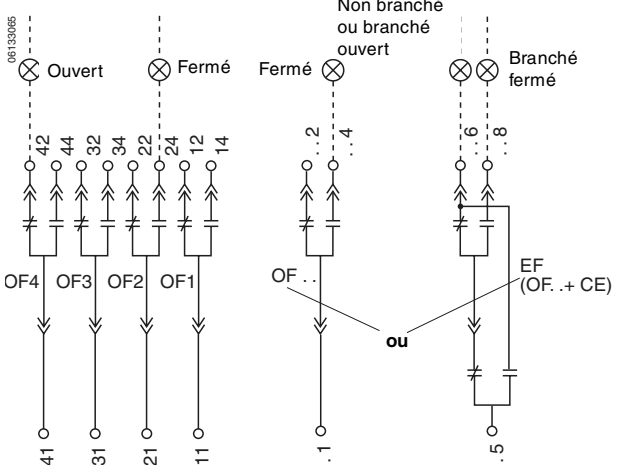 Non branché
ou branché
ouvert
06133065
Ouvert
Fermé
Fermé
Branché
fermé
42
44
32
34
22
24
12
14
. . 2
. . 4
. . 6
. . 8
OF4
OF3
OF2
OF1
OF . .
EF
(OF. .+ CE)
ou
41
31
21
11
. 1
. 5